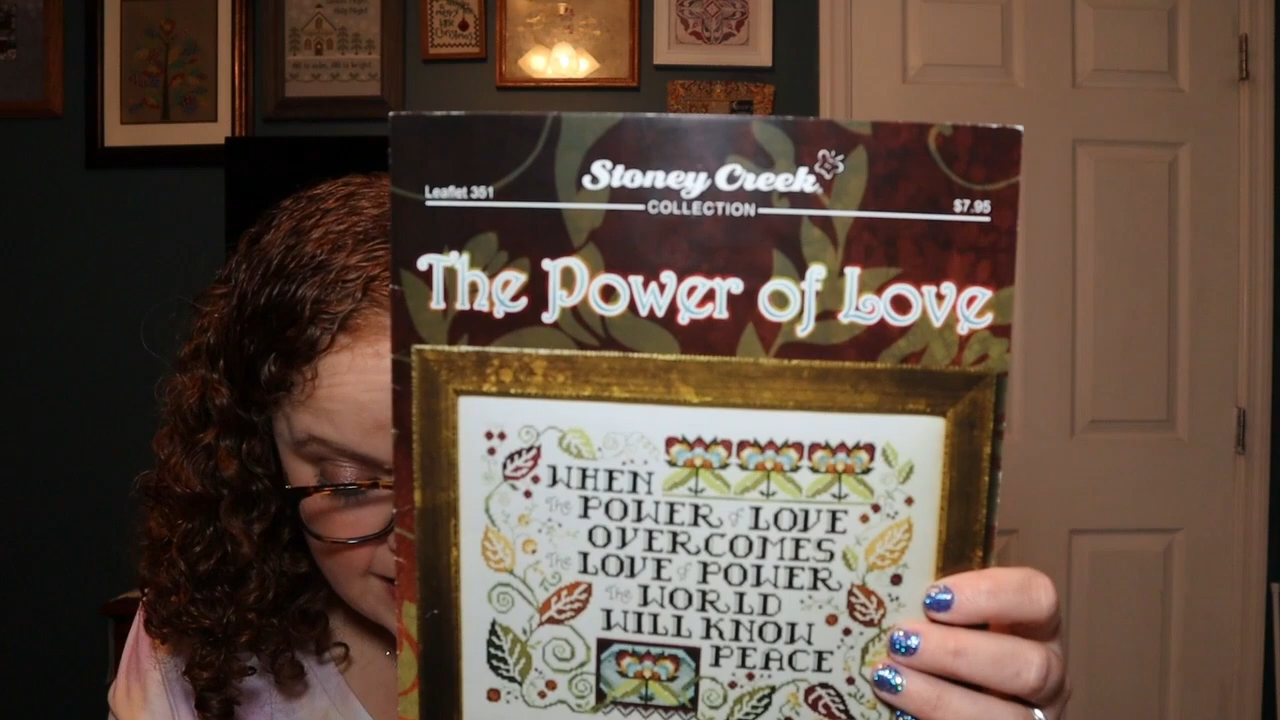 Stoney Creek
Leaflet 351
COLLECTION
$7.95
The Power of Love
WHEN
The POWER of LOVE
OVERCOMES
The LOVE of POWER
The WORLD
WILL KNOW
PEACE